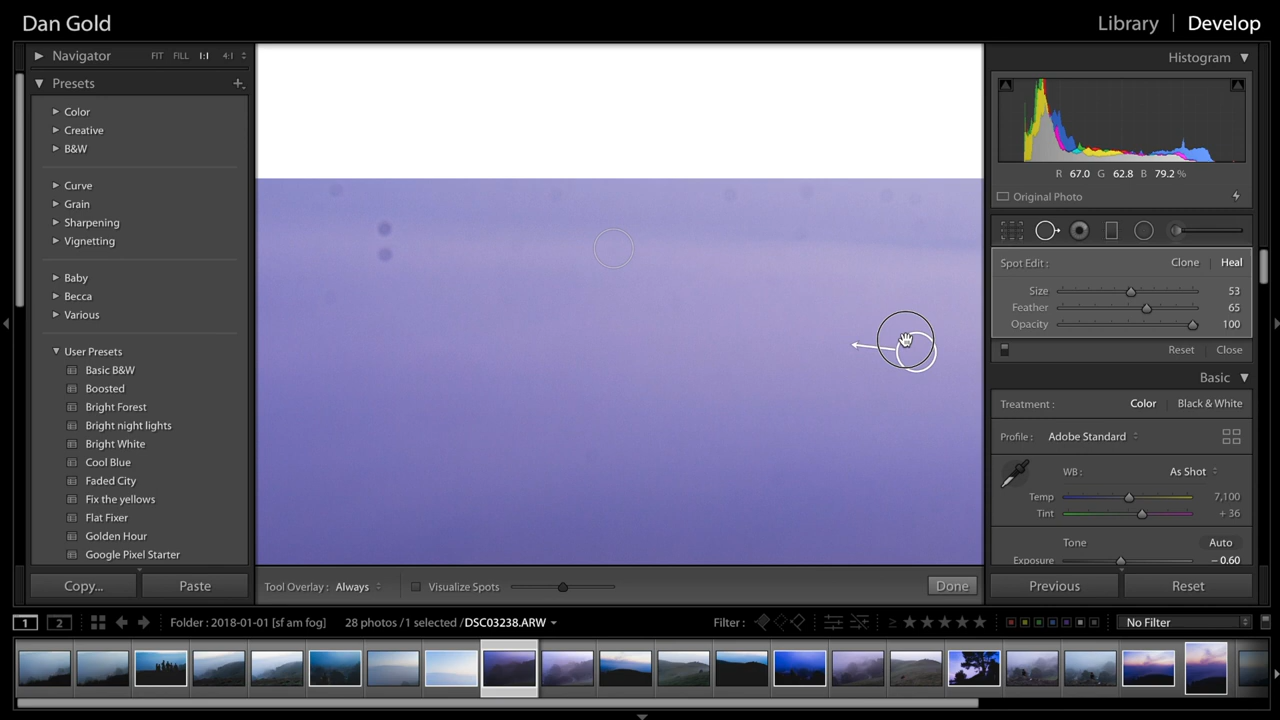 Dan Gold
Library | Develop
Navigator FIT FILL 1:1 4:1
Presets
Color
Creative
B&W
Curve
Grain
Sharpening
Vignetting
Baby
Becca
Various
User Presets
Basic B&W
Boosted
Bright Forest
Bright night lights
Bright White
Cool Blue
Faded City
Fix the yellows
Flat Fixer
Golden Hour
Google Pixel Starter
Copy... Paste
Tool Overlay : Always Visualize Spots Done
Histogram
R 67.0 G 62.8 B 79.2 %
Original Photo
Spot Edit : Clone | Heal
Size 53
Feather 65
Opacity 100
Reset Close
Basic
Treatment : Color | Black & White
Profile : Adobe Standard
WB : As Shot
Temp 7,100
Tint + 36
Tone Auto
Exposure – 0.60
Previous Reset
1 2 Folder : 2018-01-01 [sf am fog] 28 photos / 1 selected / DSC03238.ARW Filter : ≥ ★★★★★ No Filter